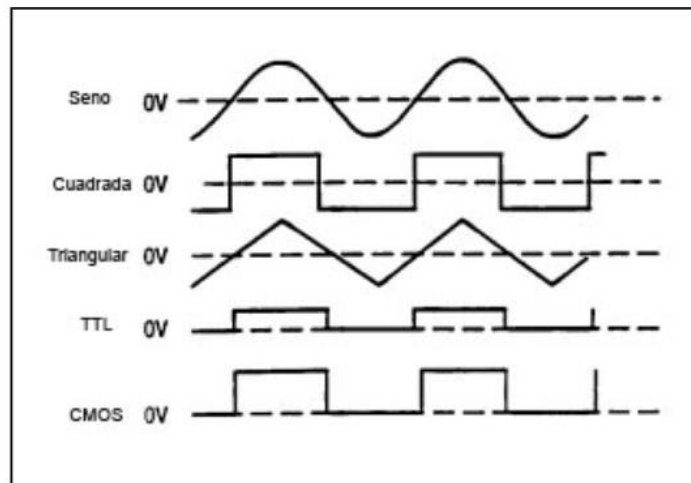 Seno 0V
Cuadrada 0V
Triangular 0V
TTL 0V
CMOS 0V